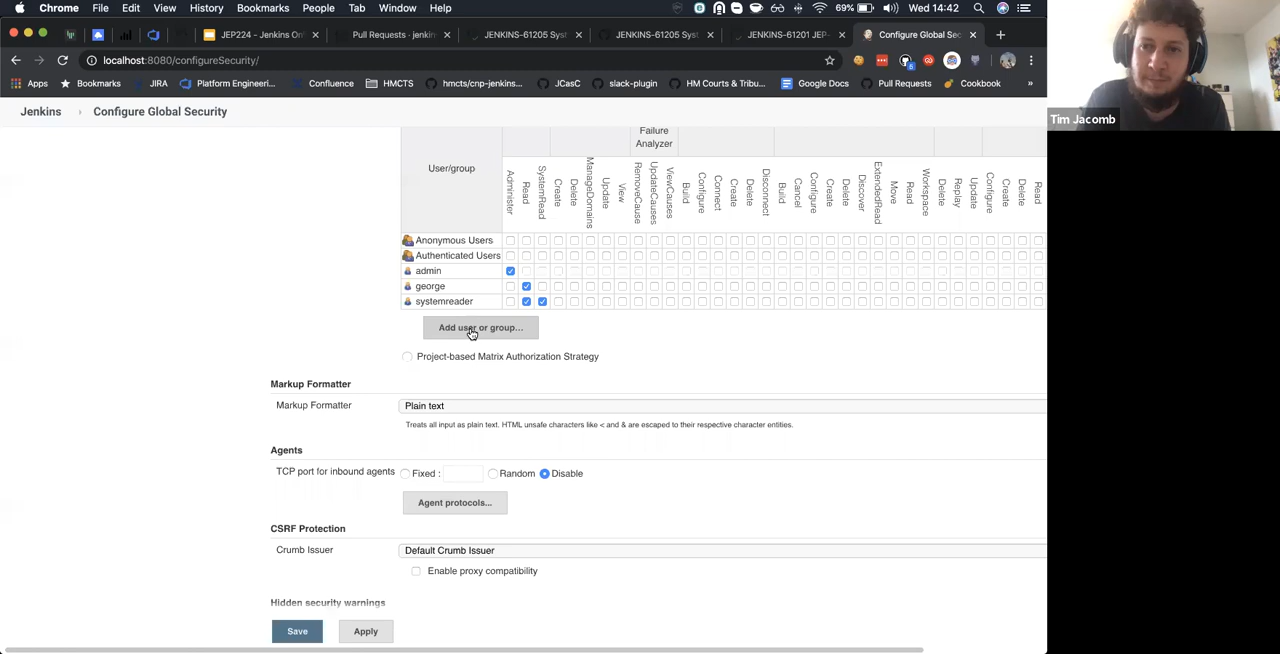 Chrome File Edit View History Bookmarks People Tab Window Help 69% Wed 14:42
JEP224 - Jenkins On Pull Requests · jenkin JENKINS-61205 Syst JENKINS-61205 Syst JENKINS-61201 JEP- Configure Global Sec
localhost:8080/configureSecurity/
Apps Bookmarks JIRA Platform Engineeri... Confluence HMCTS hmcts/cnp-jenkins... JCasC slack-plugin HM Courts & Tribu... Google Docs Pull Requests Cookbook »
Jenkins › Configure Global Security
Tim Jacomb
Failure
Analyzer
User/group
Administer
Read
SystemRead
Create
Delete
ManageDomains
Update
View
RemoveCause
UpdateCauses
ViewCauses
Build
Configure
Connect
Create
Delete
Disconnect
Build
Cancel
Configure
Create
Delete
Discover
ExtendedRead
Move
Read
Workspace
Delete
Replay
Update
Configure
Create
Delete
Read
Anonymous Users
Authenticated Users
admin
george
systemreader
Add user or group...
Project-based Matrix Authorization Strategy
Markup Formatter
Markup Formatter Plain text
Treats all input as plain text. HTML unsafe characters like < and & are escaped to their respective character entities.
Agents
TCP port for inbound agents Fixed : Random Disable
Agent protocols...
CSRF Protection
Crumb Issuer Default Crumb Issuer
Enable proxy compatibility
Hidden security warnings
Save Apply